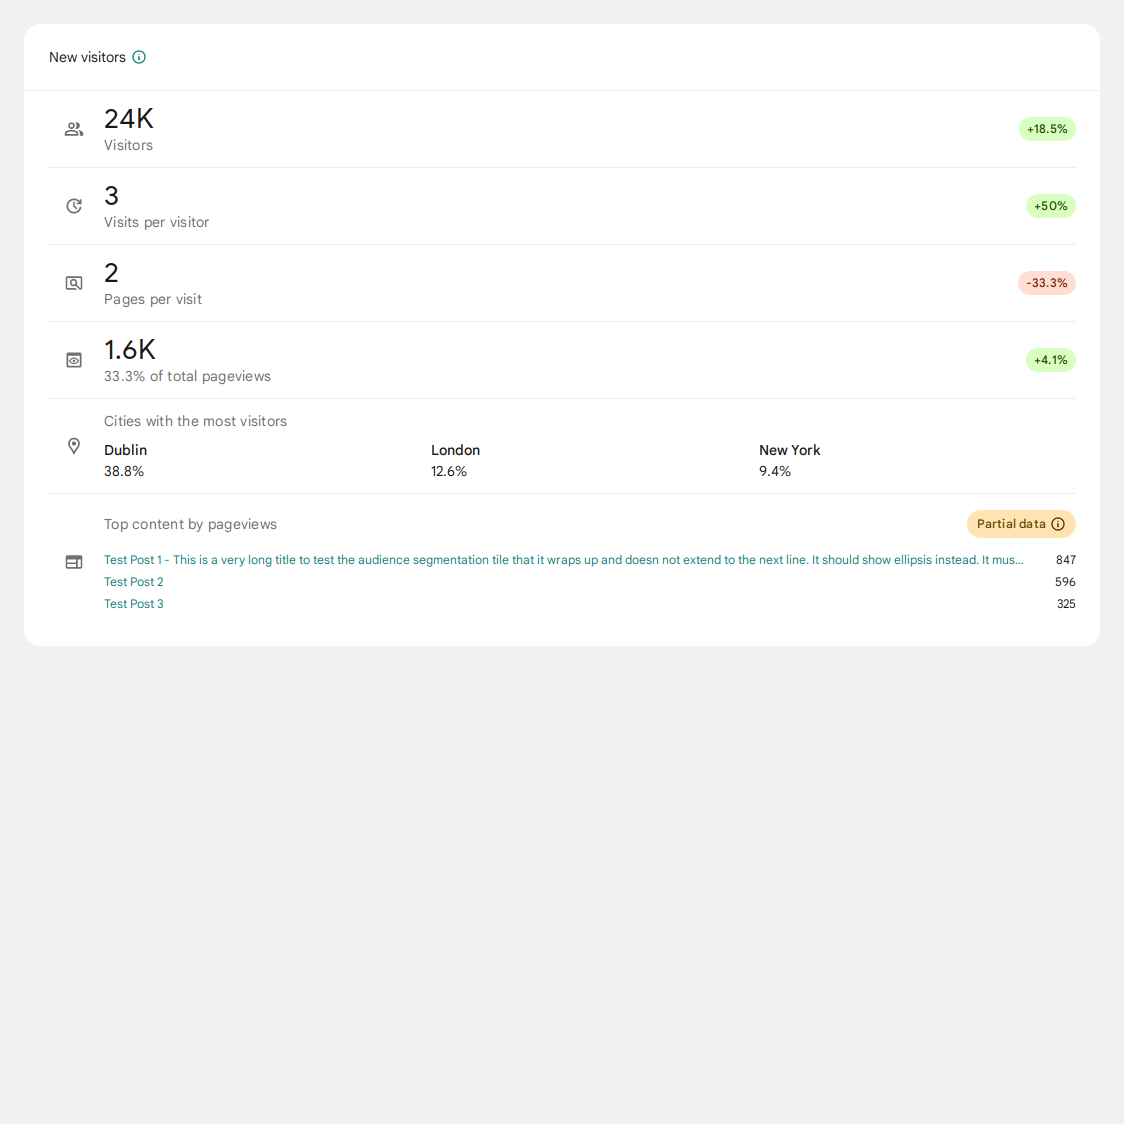 New visitors
24K
Visitors
+18.5%
3
Visits per visitor
+50%
2
Pages per visit
-33.3%
1.6K
33.3% of total pageviews
+4.1%
Cities with the most visitors
Dublin London New York
38.8% 12.6% 9.4%
Top content by pageviews Partial data
Test Post 1 - This is a very long title to test the audience segmentation tile that it wraps up and doesn not extend to the next line. It should show ellipsis instead. It mus... 847
Test Post 2 596
Test Post 3 325